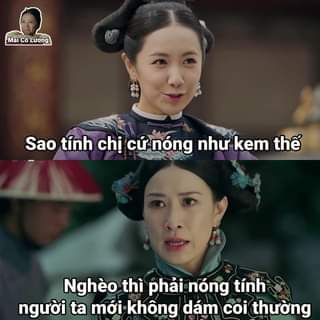 Mai Cô Lương
Sao tính chị cứ nóng như kem thế
Nghèo thì phải nóng tính
người ta mới không dám coi thường